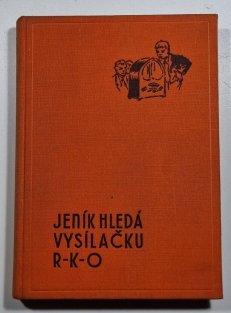 JENÍK HLEDÁ
VYSÍLAČKU
R-K-O